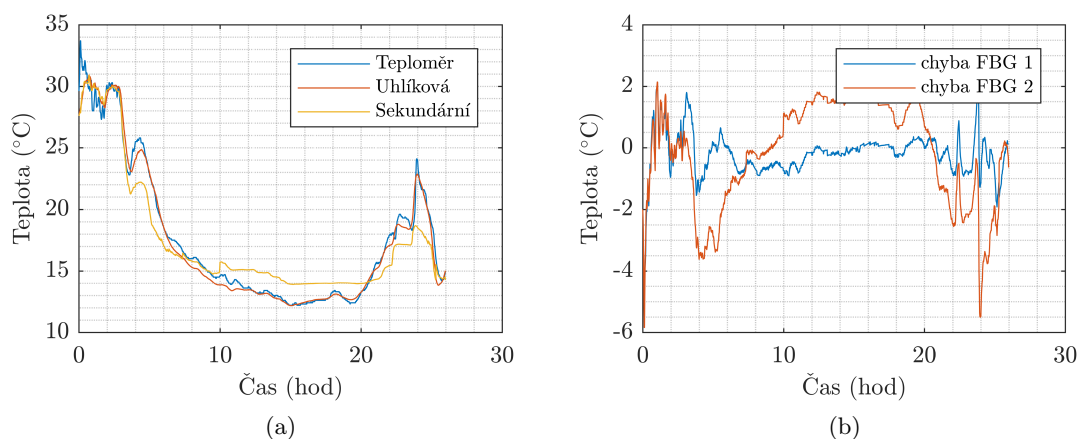 35
30
25
20
15
10
0
10
20
30
Teplota (°C)
Čas (hod)
Teploměr
Uhlíková
Sekundární
(a)
4
2
0
-2
-4
-6
0
10
20
30
Teplota (°C)
Čas (hod)
chyba FBG 1
chyba FBG 2
(b)